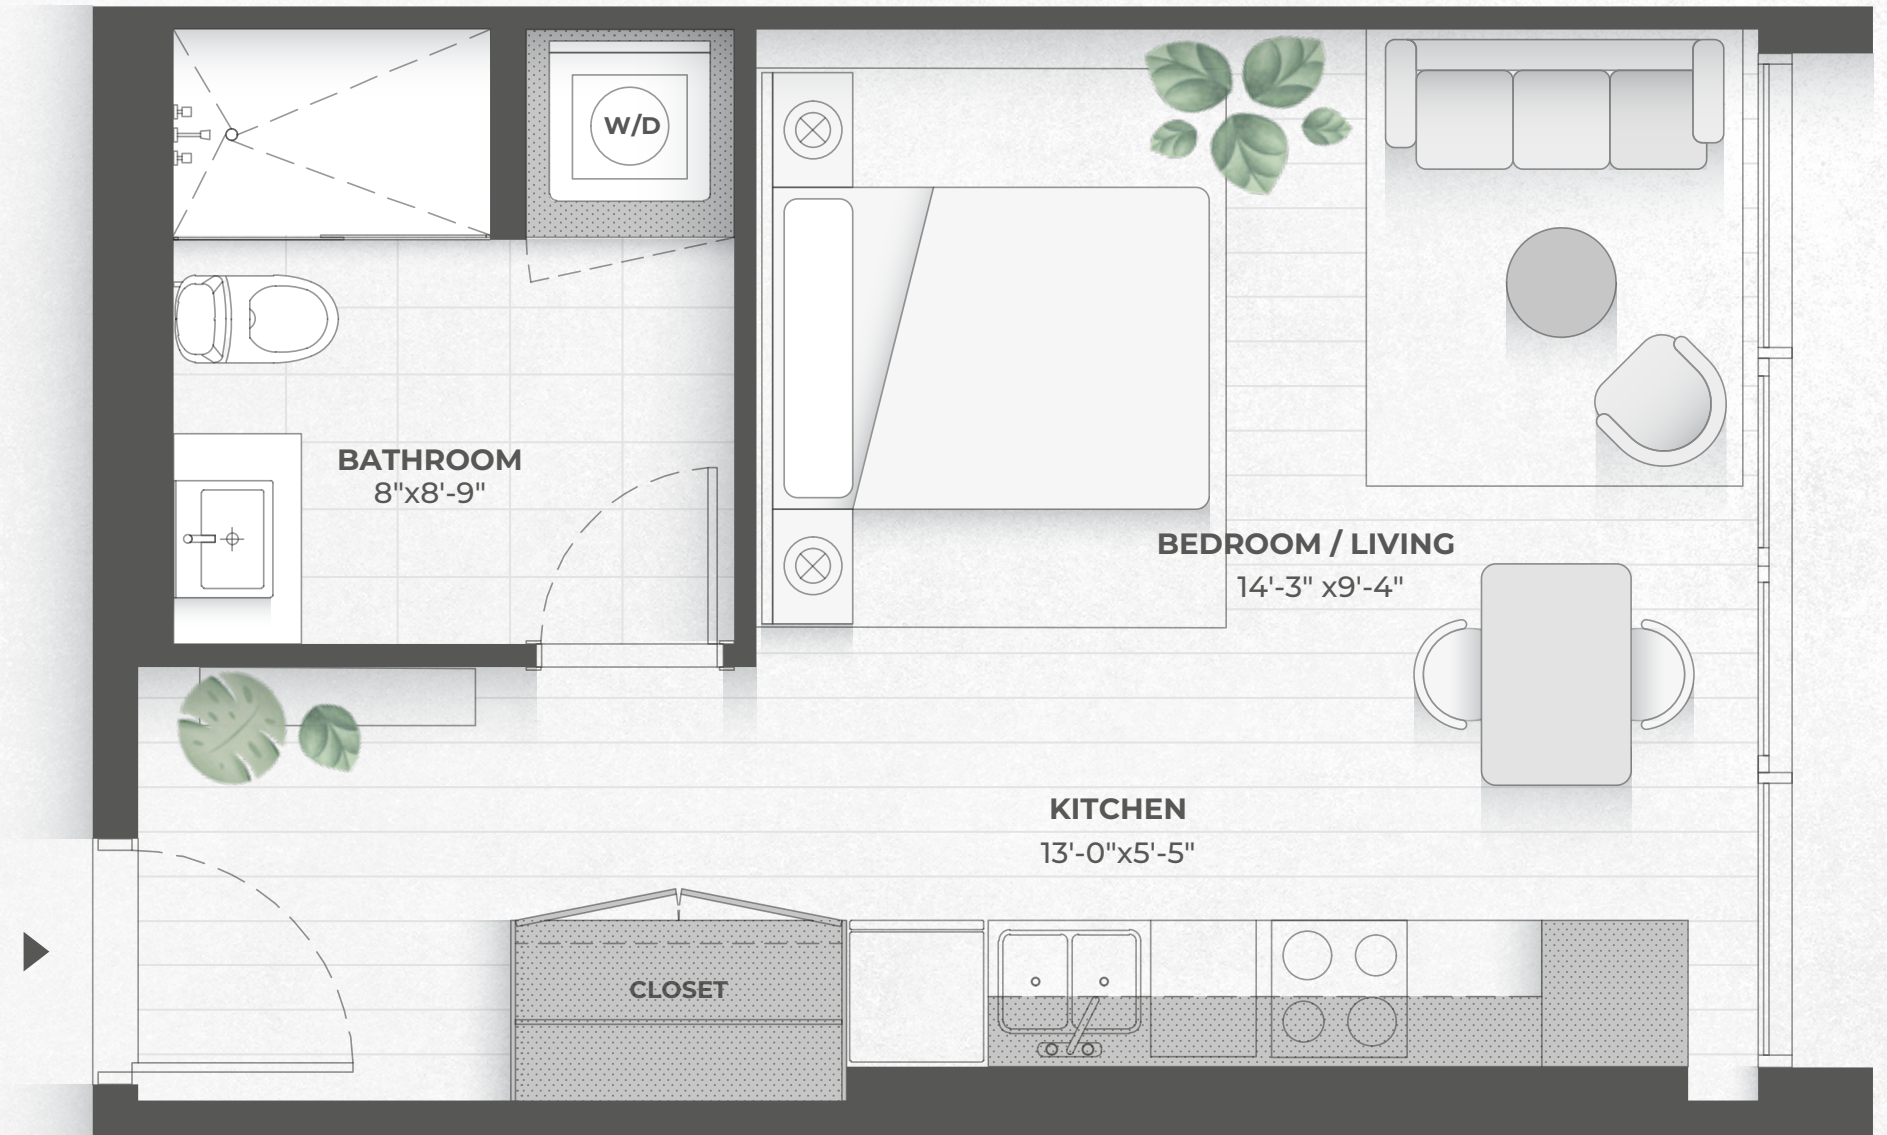 W/D
BATHROOM
8"x8'-9"
BEDROOM / LIVING
14'-3" x9'-4"
KITCHEN
13'-0"x5'-5"
CLOSET